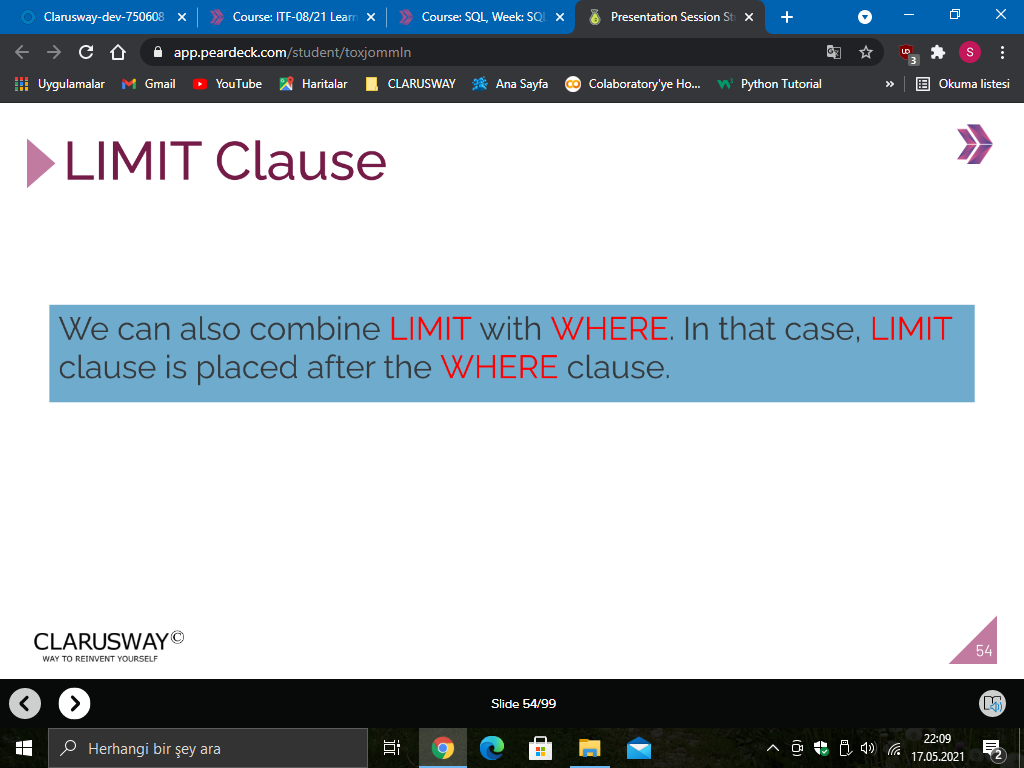 Clarusway-dev-750608
Course: ITF-08/21 Learn
Course: SQL, Week: SQL
Presentation Session St
app.peardeck.com/student/toxjommln
3
S
Uygulamalar
Gmail
YouTube
Haritalar
CLARUSWAY
Ana Sayfa
Colaboratory'ye Ho...
Python Tutorial
»
Okuma listesi
LIMIT Clause
We can also combine LIMIT with WHERE. In that case, LIMIT
clause is placed after the WHERE clause.
CLARUSWAY©
WAY TO REINVENT YOURSELF
54
Slide 54/99
Herhangi bir şey ara
22:09
17.05.2021
2